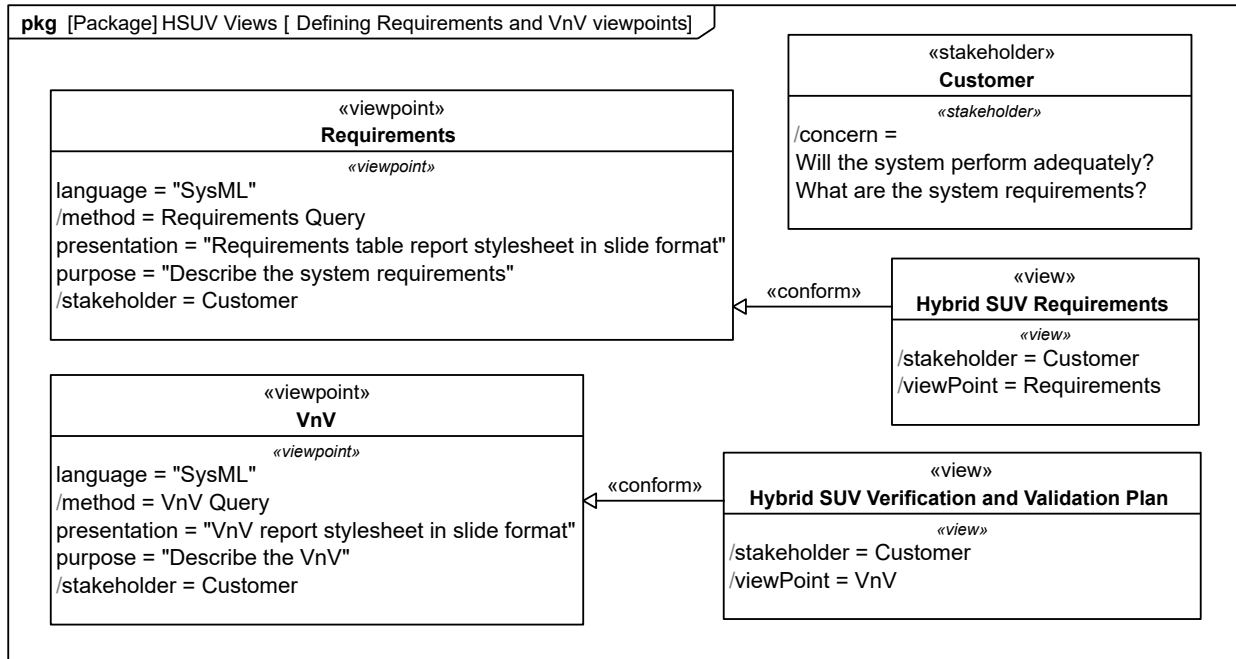 pkg [Package] HSUV Views [ Defining Requirements and VnV viewpoints]
«viewpoint»
Requirements
«viewpoint»
language = "SysML"
/method = Requirements Query
presentation = "Requirements table report stylesheet in slide format"
purpose = "Describe the system requirements"
/stakeholder = Customer
«stakeholder»
Customer
«stakeholder»
/concern =
Will the system perform adequately?
What are the system requirements?
«conform»
«view»
Hybrid SUV Requirements
«view»
/stakeholder = Customer
/viewPoint = Requirements
«viewpoint»
VnV
«viewpoint»
language = "SysML"
/method = VnV Query
presentation = "VnV report stylesheet in slide format"
purpose = "Describe the VnV"
/stakeholder = Customer
«conform»
«view»
Hybrid SUV Verification and Validation Plan
«view»
/stakeholder = Customer
/viewPoint = VnV